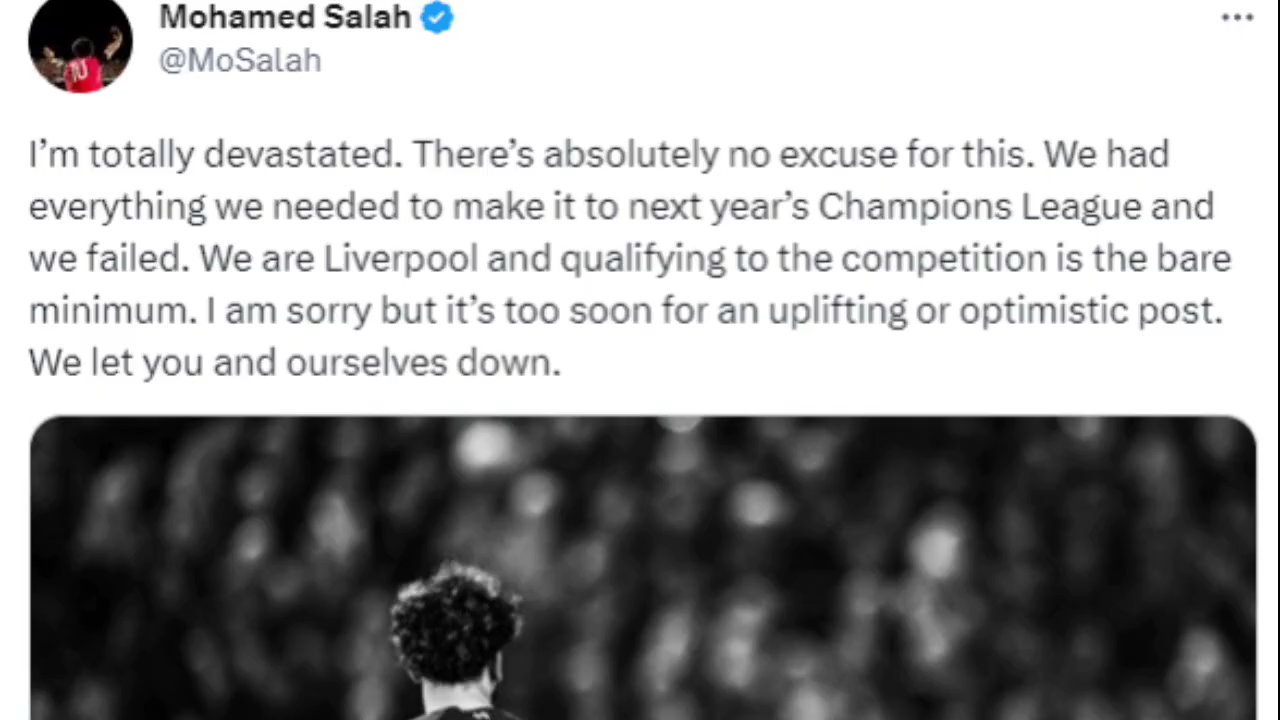 Mohamed Salah
@MoSalah
I’m totally devastated. There’s absolutely no excuse for this. We had
everything we needed to make it to next year’s Champions League and
we failed. We are Liverpool and qualifying to the competition is the bare
minimum. I am sorry but it’s too soon for an uplifting or optimistic post.
We let you and ourselves down.